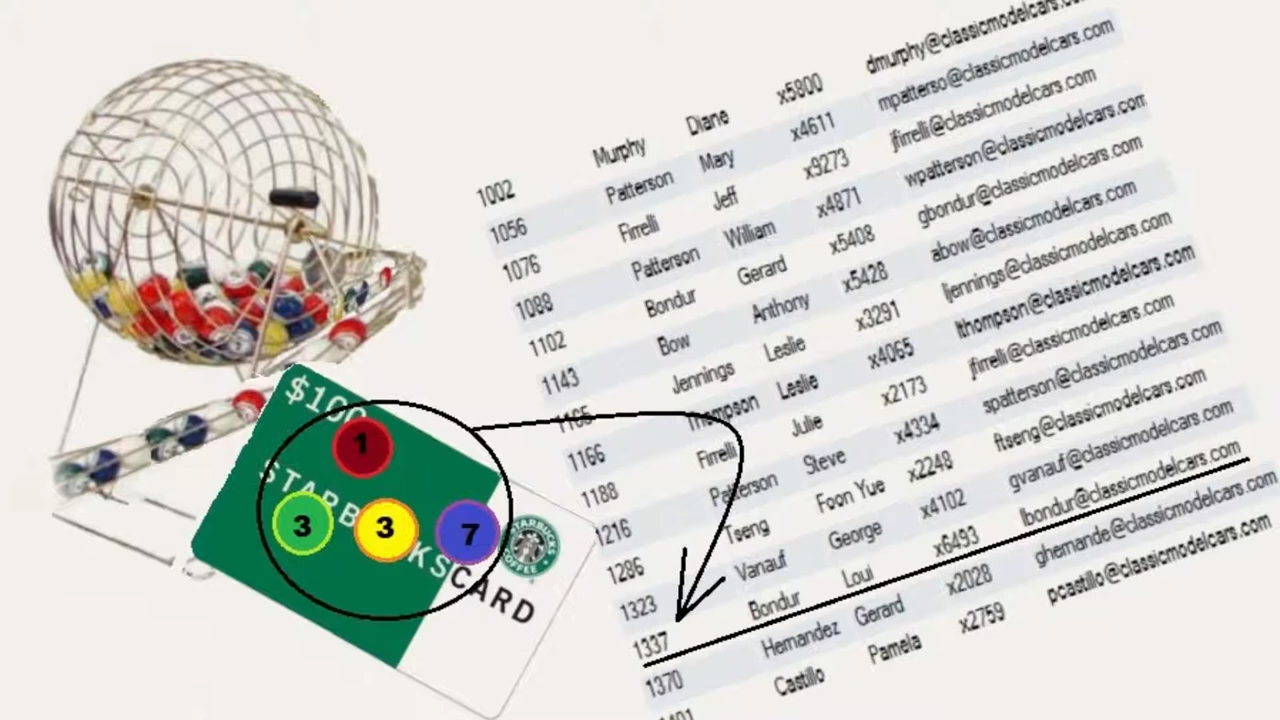 1002 Murphy Diane x5800 dmurphy@classicmodelcars.com
1056 Patterson Mary x4611 mpatterso@classicmodelcars.com
1076 Firrelli Jeff x9273 jfirrelli@classicmodelcars.com
1088 Patterson William x4871 wpatterson@classicmodelcars.com
1102 Bondur Gerard x5408 gbondur@classicmodelcars.com
1143 Bow Anthony x5428 abow@classicmodelcars.com
1165 Jennings Leslie x3291 ljennings@classicmodelcars.com
1166 Thompson Leslie x4065 lthompson@classicmodelcars.com
1188 Firrelli Julie x2173 jfirrelli@classicmodelcars.com
1216 Patterson Steve x4334 spatterson@classicmodelcars.com
1286 Tseng Foon Yue x2248 ftseng@classicmodelcars.com
1323 Vanauf George x4102 gvanauf@classicmodelcars.com
1337 Bondur Loui x6493 lbondur@classicmodelcars.com
1370 Hernandez Gerard x2028 ghernande@classicmodelcars.com
1401 Castillo Pamela x2759 pcastillo@classicmodelcars.com
$100
1
STARBUCKS CARD
3 3 7
STARBUCKS
COFFEE